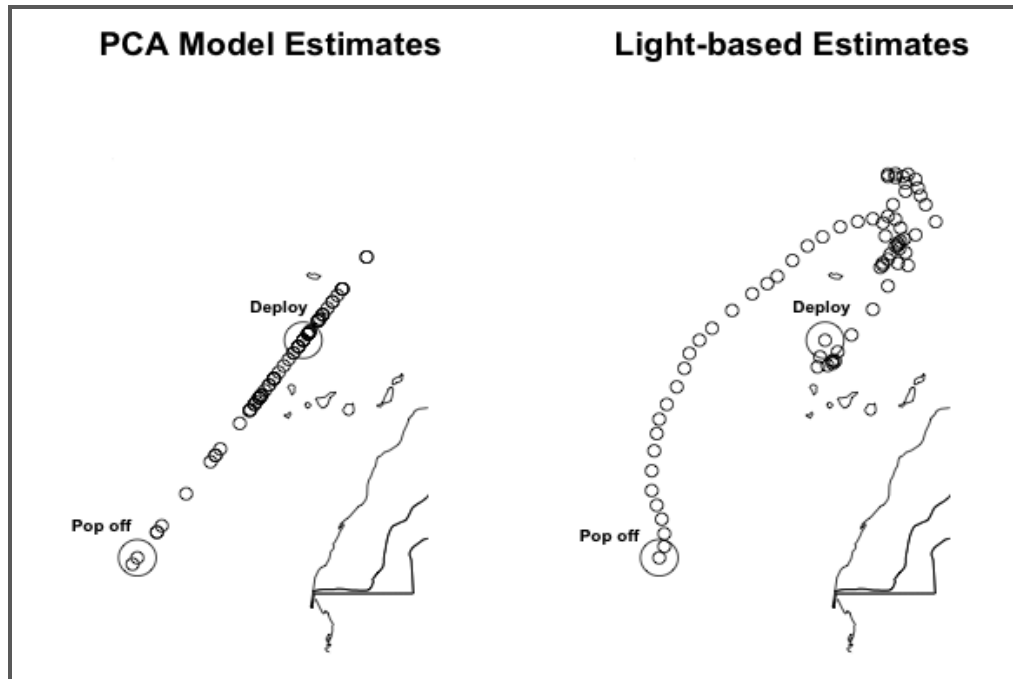 PCA Model Estimates
Light-based Estimates
Deploy
Deploy
Pop off
Pop off